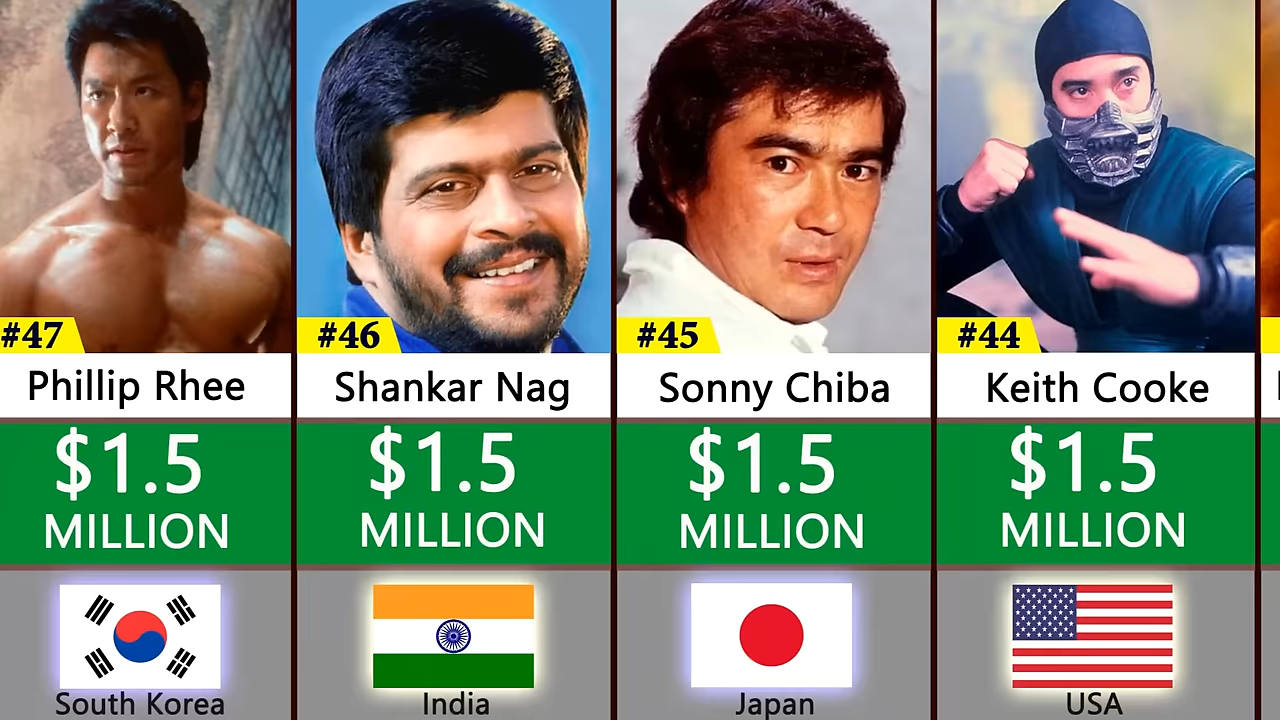 #47
#46
#45
#44
Phillip Rhee
Shankar Nag
Sonny Chiba
Keith Cooke
$1.5
MILLION
$1.5
MILLION
$1.5
MILLION
$1.5
MILLION
South Korea
India
Japan
USA